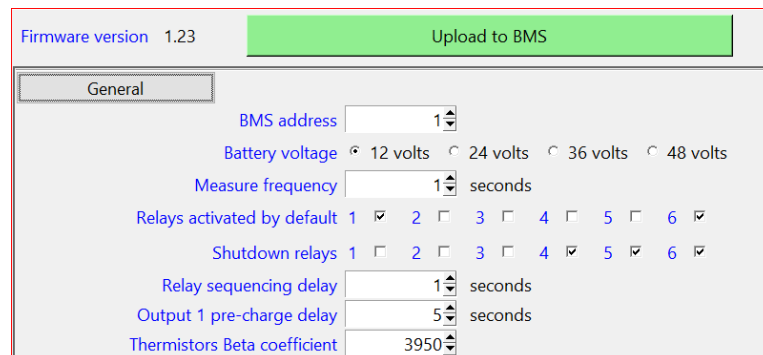 Firmware version 1.23 Upload to BMS
General
BMS address 1
Battery voltage 12 volts 24 volts 36 volts 48 volts
Measure frequency 1 seconds
Relays activated by default 1 2 3 4 5 6
Shutdown relays 1 2 3 4 5 6
Relay sequencing delay 1 seconds
Output 1 pre-charge delay 5 seconds
Thermistors Beta coefficient 3950